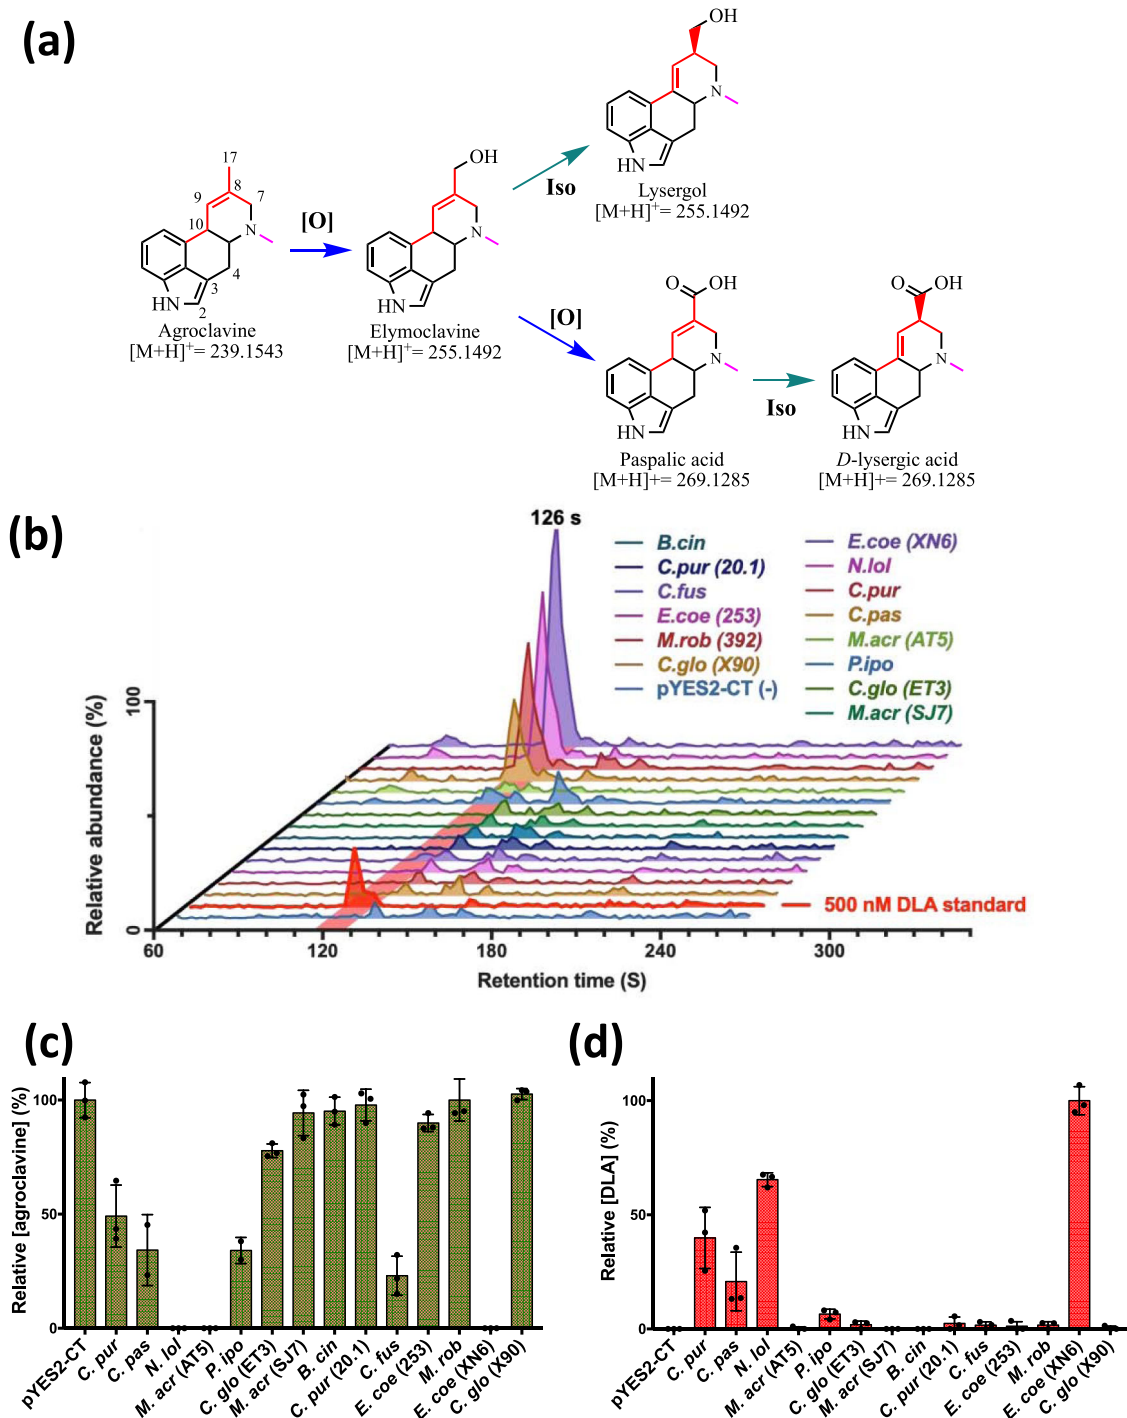 (a)
OH
N
HN
Lysergol
[M+H]+= 255.1492
17
8
9
7
10
N
4
3
HN
2
Agroclavine
[M+H]+= 239.1543
[O]
OH
N
HN
Elymoclavine
[M+H]+= 255.1492
Iso
[O]
O
OH
N
HN
Paspalic acid
[M+H]+= 269.1285
Iso
O
OH
N
HN
D-lysergic acid
[M+H]+= 269.1285
(b)
126 s
B.cin
C.pur (20.1)
C.fus
E.coe (253)
M.rob (392)
C.glo (X90)
pYES2-CT (-)
E.coe (XN6)
N.lol
C.pur
C.pas
M.acr (AT5)
P.ipo
C.glo (ET3)
M.acr (SJ7)
Relative abundance (%)
100
0
500 nM DLA standard
60
120
180
240
300
Retention time (S)
(c)
Relative [agroclavine] (%)
100
50
0
pYES2-CT
C. pur
C. pas
N. lol
M. acr (AT5)
P. ipo
C. glo (ET3)
M. acr (SJ7)
B. cin
C. pur (20.1)
C. fus
E. coe (253)
M. rob
E. coe (XN6)
C. glo (X90)
(d)
Relative [DLA] (%)
100
50
0
pYES2-CT
C. pur
C. pas
N. lol
M. acr (AT5)
P. ipo
C. glo (ET3)
M. acr (SJ7)
B. cin
C. pur (20.1)
C. fus
E. coe (253)
M. rob
E. coe (XN6)
C. glo (X90)